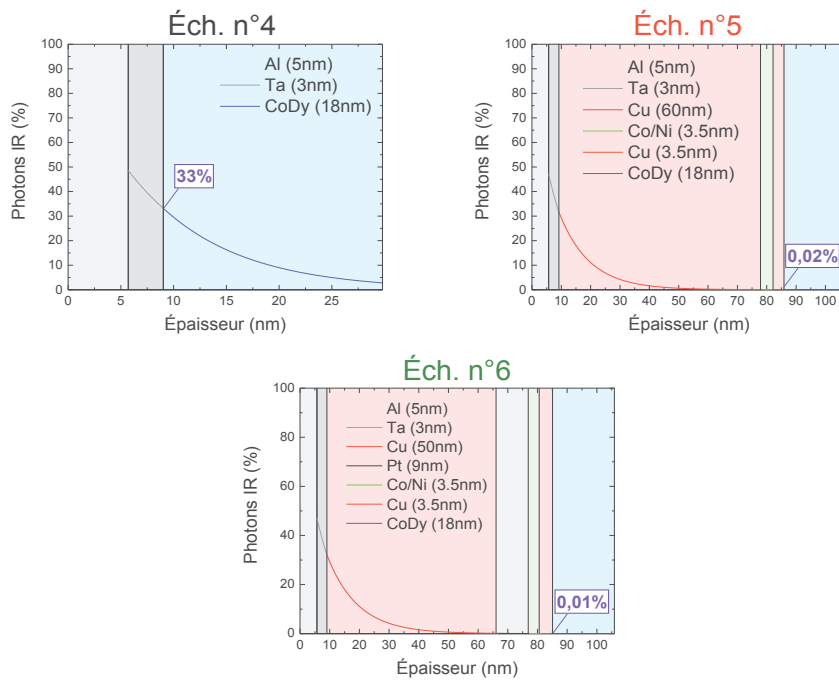 Éch. n°4
Photons IR (%)
100
90
80
70
60
50
40
30
20
10
0
Al (5nm)
Ta (3nm)
CoDy (18nm)
33%
0 5 10 15 20 25
Épaisseur (nm)
Éch. n°5
Photons IR (%)
100
90
80
70
60
50
40
30
20
10
0
Al (5nm)
Ta (3nm)
Cu (60nm)
Co/Ni (3.5nm)
Cu (3.5nm)
CoDy (18nm)
0,02%
0 10 20 30 40 50 60 70 80 90 100
Épaisseur (nm)
Éch. n°6
Photons IR (%)
100
80
60
40
20
0
Al (5nm)
Ta (3nm)
Cu (50nm)
Pt (9nm)
Co/Ni (3.5nm)
Cu (3.5nm)
CoDy (18nm)
0,01%
0 10 20 30 40 50 60 70 80 90 100
Épaisseur (nm)